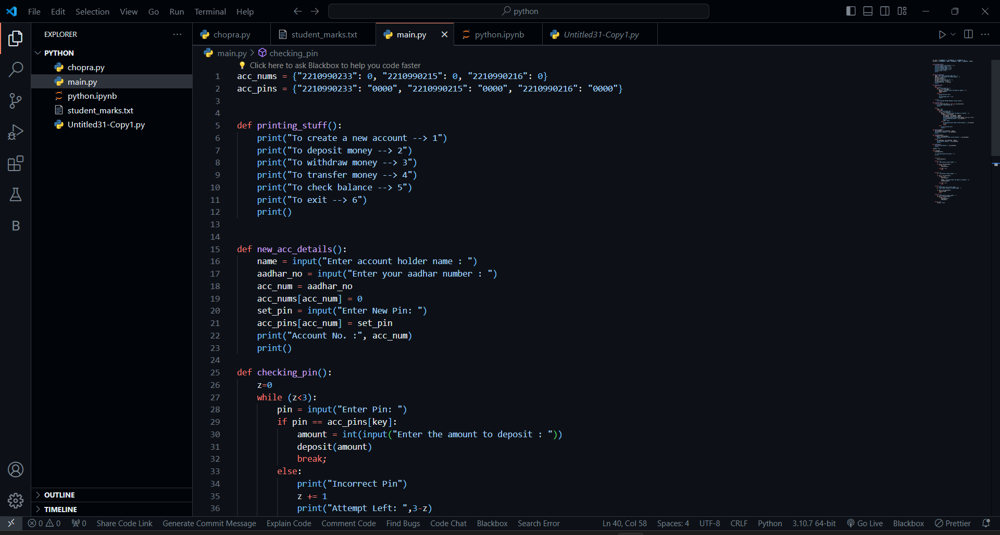 File Edit Selection View Go Run Terminal Help
python
EXPLORER
PYTHON
chopra.py
main.py
python.ipynb
student_marks.txt
Untitled31-Copy1.py
OUTLINE
TIMELINE
chopra.py student_marks.txt main.py python.ipynb Untitled31-Copy1.py
main.py > checking_pin
Click here to ask Blackbox to help you code faster
1 acc_nums = {"2210990233": 0, "2210990215": 0, "2210990216": 0}
2 acc_pins = {"2210990233": "0000", "2210990215": "0000", "2210990216": "0000"}
3
4
5 def printing_stuff():
6     print("To create a new account --> 1")
7     print("To deposit money --> 2")
8     print("To withdraw money --> 3")
9     print("To transfer money --> 4")
10     print("To check balance --> 5")
11     print("To exit --> 6")
12     print()
13
14
15 def new_acc_details():
16     name = input("Enter account holder name : ")
17     aadhar_no = input("Enter your aadhar number : ")
18     acc_num = aadhar_no
19     acc_nums[acc_num] = 0
20     set_pin = input("Enter New Pin: ")
21     acc_pins[acc_num] = set_pin
22     print("Account No. :", acc_num)
23     print()
24
25 def checking_pin():
26     z=0
27     while (z<3):
28         pin = input("Enter Pin: ")
29         if pin == acc_pins[key]:
30             amount = int(input("Enter the amount to deposit : "))
31             deposit(amount)
32             break;
33         else:
34             print("Incorrect Pin")
35             z += 1
36             print("Attempt Left: ",3-z)
B
0 0 0 Share Code Link Generate Commit Message Explain Code Comment Code Find Bugs Code Chat Blackbox Search Error Ln 40, Col 58 Spaces: 4 UTF-8 CRLF Python 3.10.7 64-bit Go Live Blackbox Prettier